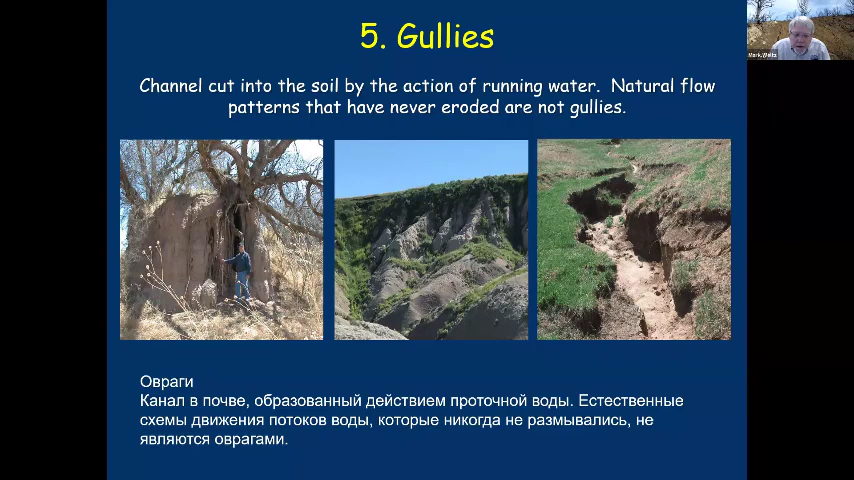 5. Gullies
Channel cut into the soil by the action of running water.  Natural flow
patterns that have never eroded are not gullies.
Mark.Weltz
Овраги
Канал в почве, образованный действием проточной воды. Естественные
схемы движения потоков воды, которые никогда не размывались, не
являются оврагами.